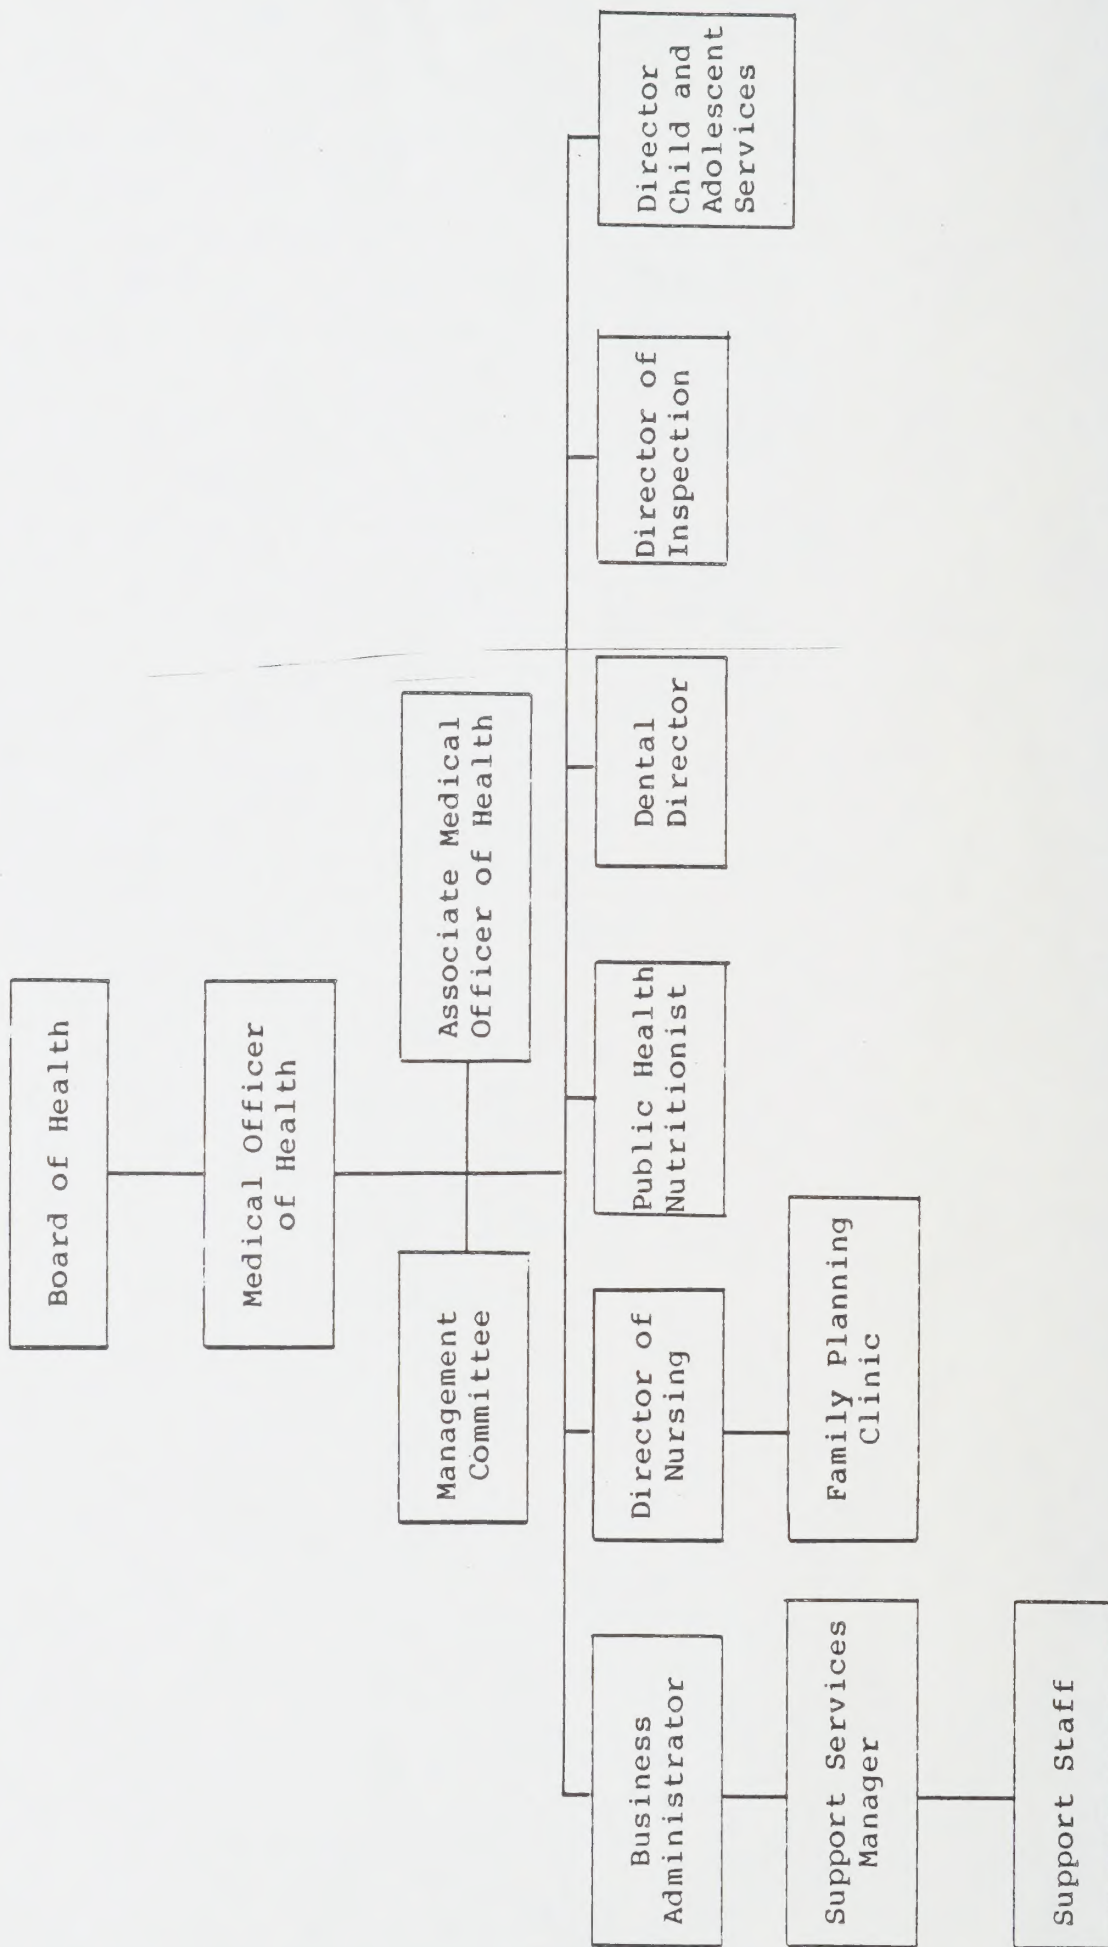 Board of Health
Medical Officer
of Health
Management
Committee
Associate Medical
Officer of Health
Business
Administrator
Director of
Nursing
Public Health
Nutritionist
Dental
Director
Director of
Inspection
Director
Child and
Adolescent
Services
Support Services
Manager
Family Planning
Clinic
Support Staff